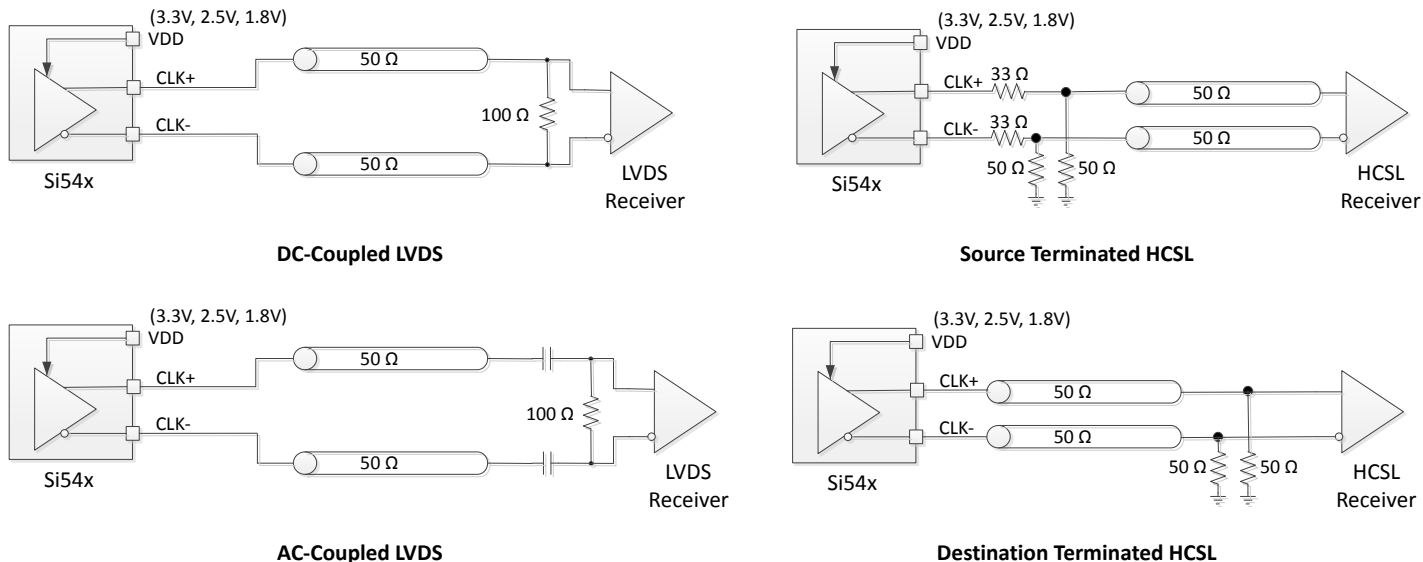 (3.3V, 2.5V, 1.8V)
VDD
CLK+
50 Ω
100 Ω
CLK-
50 Ω
Si54x
LVDS
Receiver
DC-Coupled LVDS
(3.3V, 2.5V, 1.8V)
VDD
CLK+
33 Ω
50 Ω
CLK-
33 Ω
50 Ω
50 Ω
50 Ω
Si54x
HCSL
Receiver
Source Terminated HCSL
(3.3V, 2.5V, 1.8V)
VDD
CLK+
50 Ω
100 Ω
CLK-
50 Ω
Si54x
LVDS
Receiver
AC-Coupled LVDS
(3.3V, 2.5V, 1.8V)
VDD
CLK+
50 Ω
CLK-
50 Ω
50 Ω
50 Ω
Si54x
HCSL
Receiver
Destination Terminated HCSL